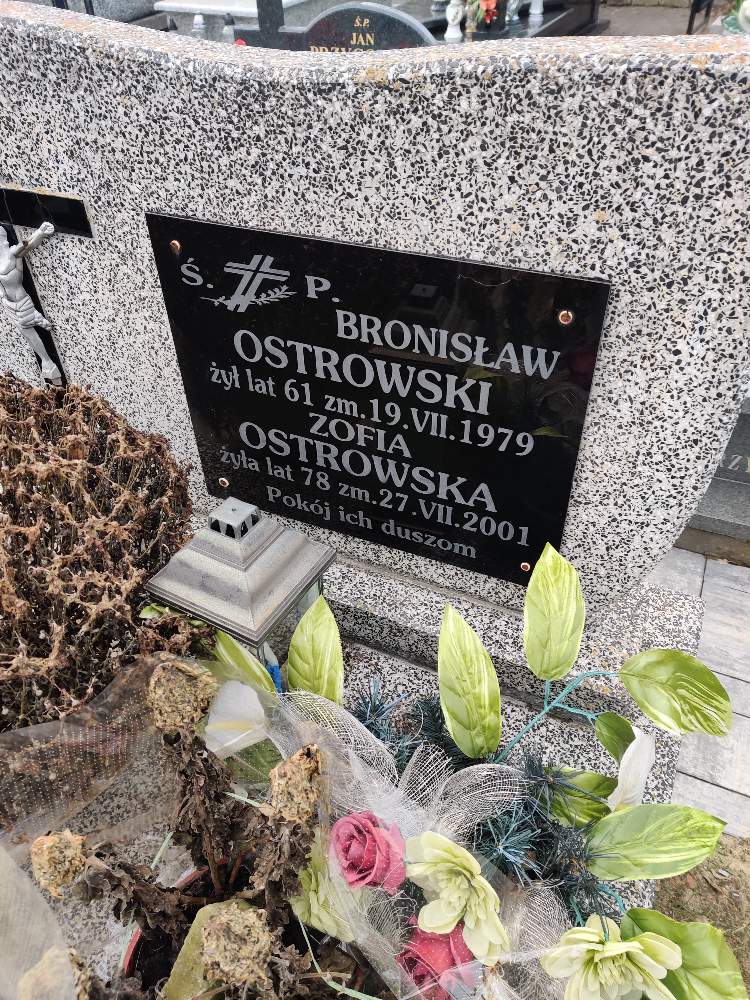 Ś.P.
JAN
Ś. P.
BRONISŁAW
OSTROWSKI
żył lat 61 zm.19.VII.1979
ZOFIA
OSTROWSKA
żyła lat 78 zm.27.VII.2001
Pokój ich duszom